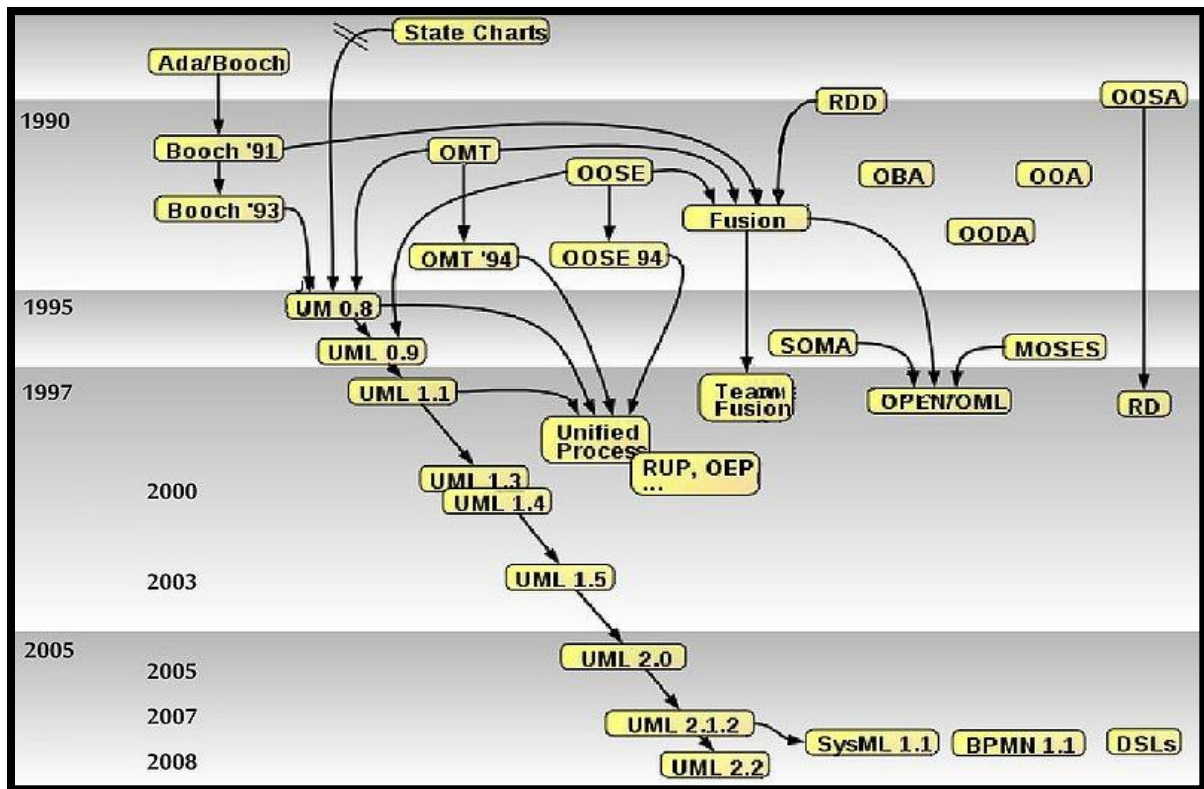 State Charts
Ada/Booch
OOSA
RDD
1990
Booch '91
OMT
OOSE
OBA
OOA
Booch '93
Fusion
OODA
OMT '94
OOSE 94
1995
UM 0.8
UML 0.9
SOMA
MOSES
1997
UML 1.1
Team
Fusion
OPEN/OML
RD
Unified
Process
RUP, OEP
...
UML 1.3
2000
UML 1.4
2003
UML 1.5
2005
UML 2.0
2005
2007
UML 2.1.2
SysML 1.1
BPMN 1.1
DSLs
2008
UML 2.2